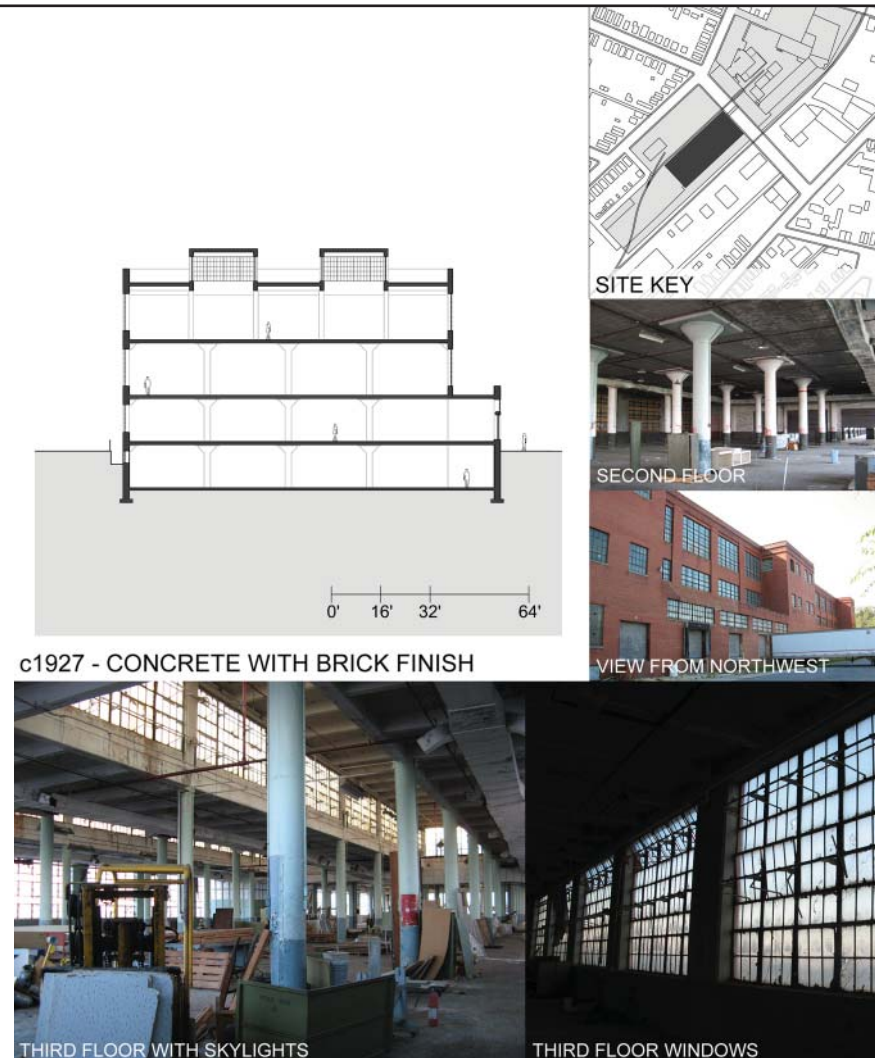 SITE KEY
SECOND FLOOR
0' 16' 32' 64'
c1927 - CONCRETE WITH BRICK FINISH
VIEW FROM NORTHWEST
THIRD FLOOR WITH SKYLIGHTS
THIRD FLOOR WINDOWS